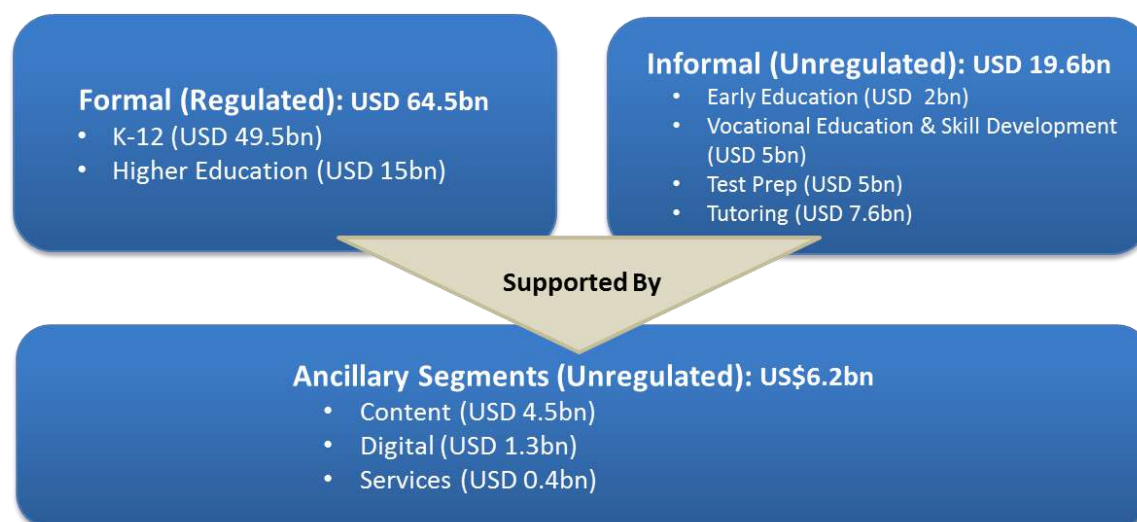 Formal (Regulated): USD 64.5bn
• K-12 (USD 49.5bn)
• Higher Education (USD 15bn)
Informal (Unregulated): USD 19.6bn
• Early Education (USD 2bn)
• Vocational Education & Skill Development
(USD 5bn)
• Test Prep (USD 5bn)
• Tutoring (USD 7.6bn)
Supported By
Ancillary Segments (Unregulated): US$6.2bn
• Content (USD 4.5bn)
• Digital (USD 1.3bn)
• Services (USD 0.4bn)